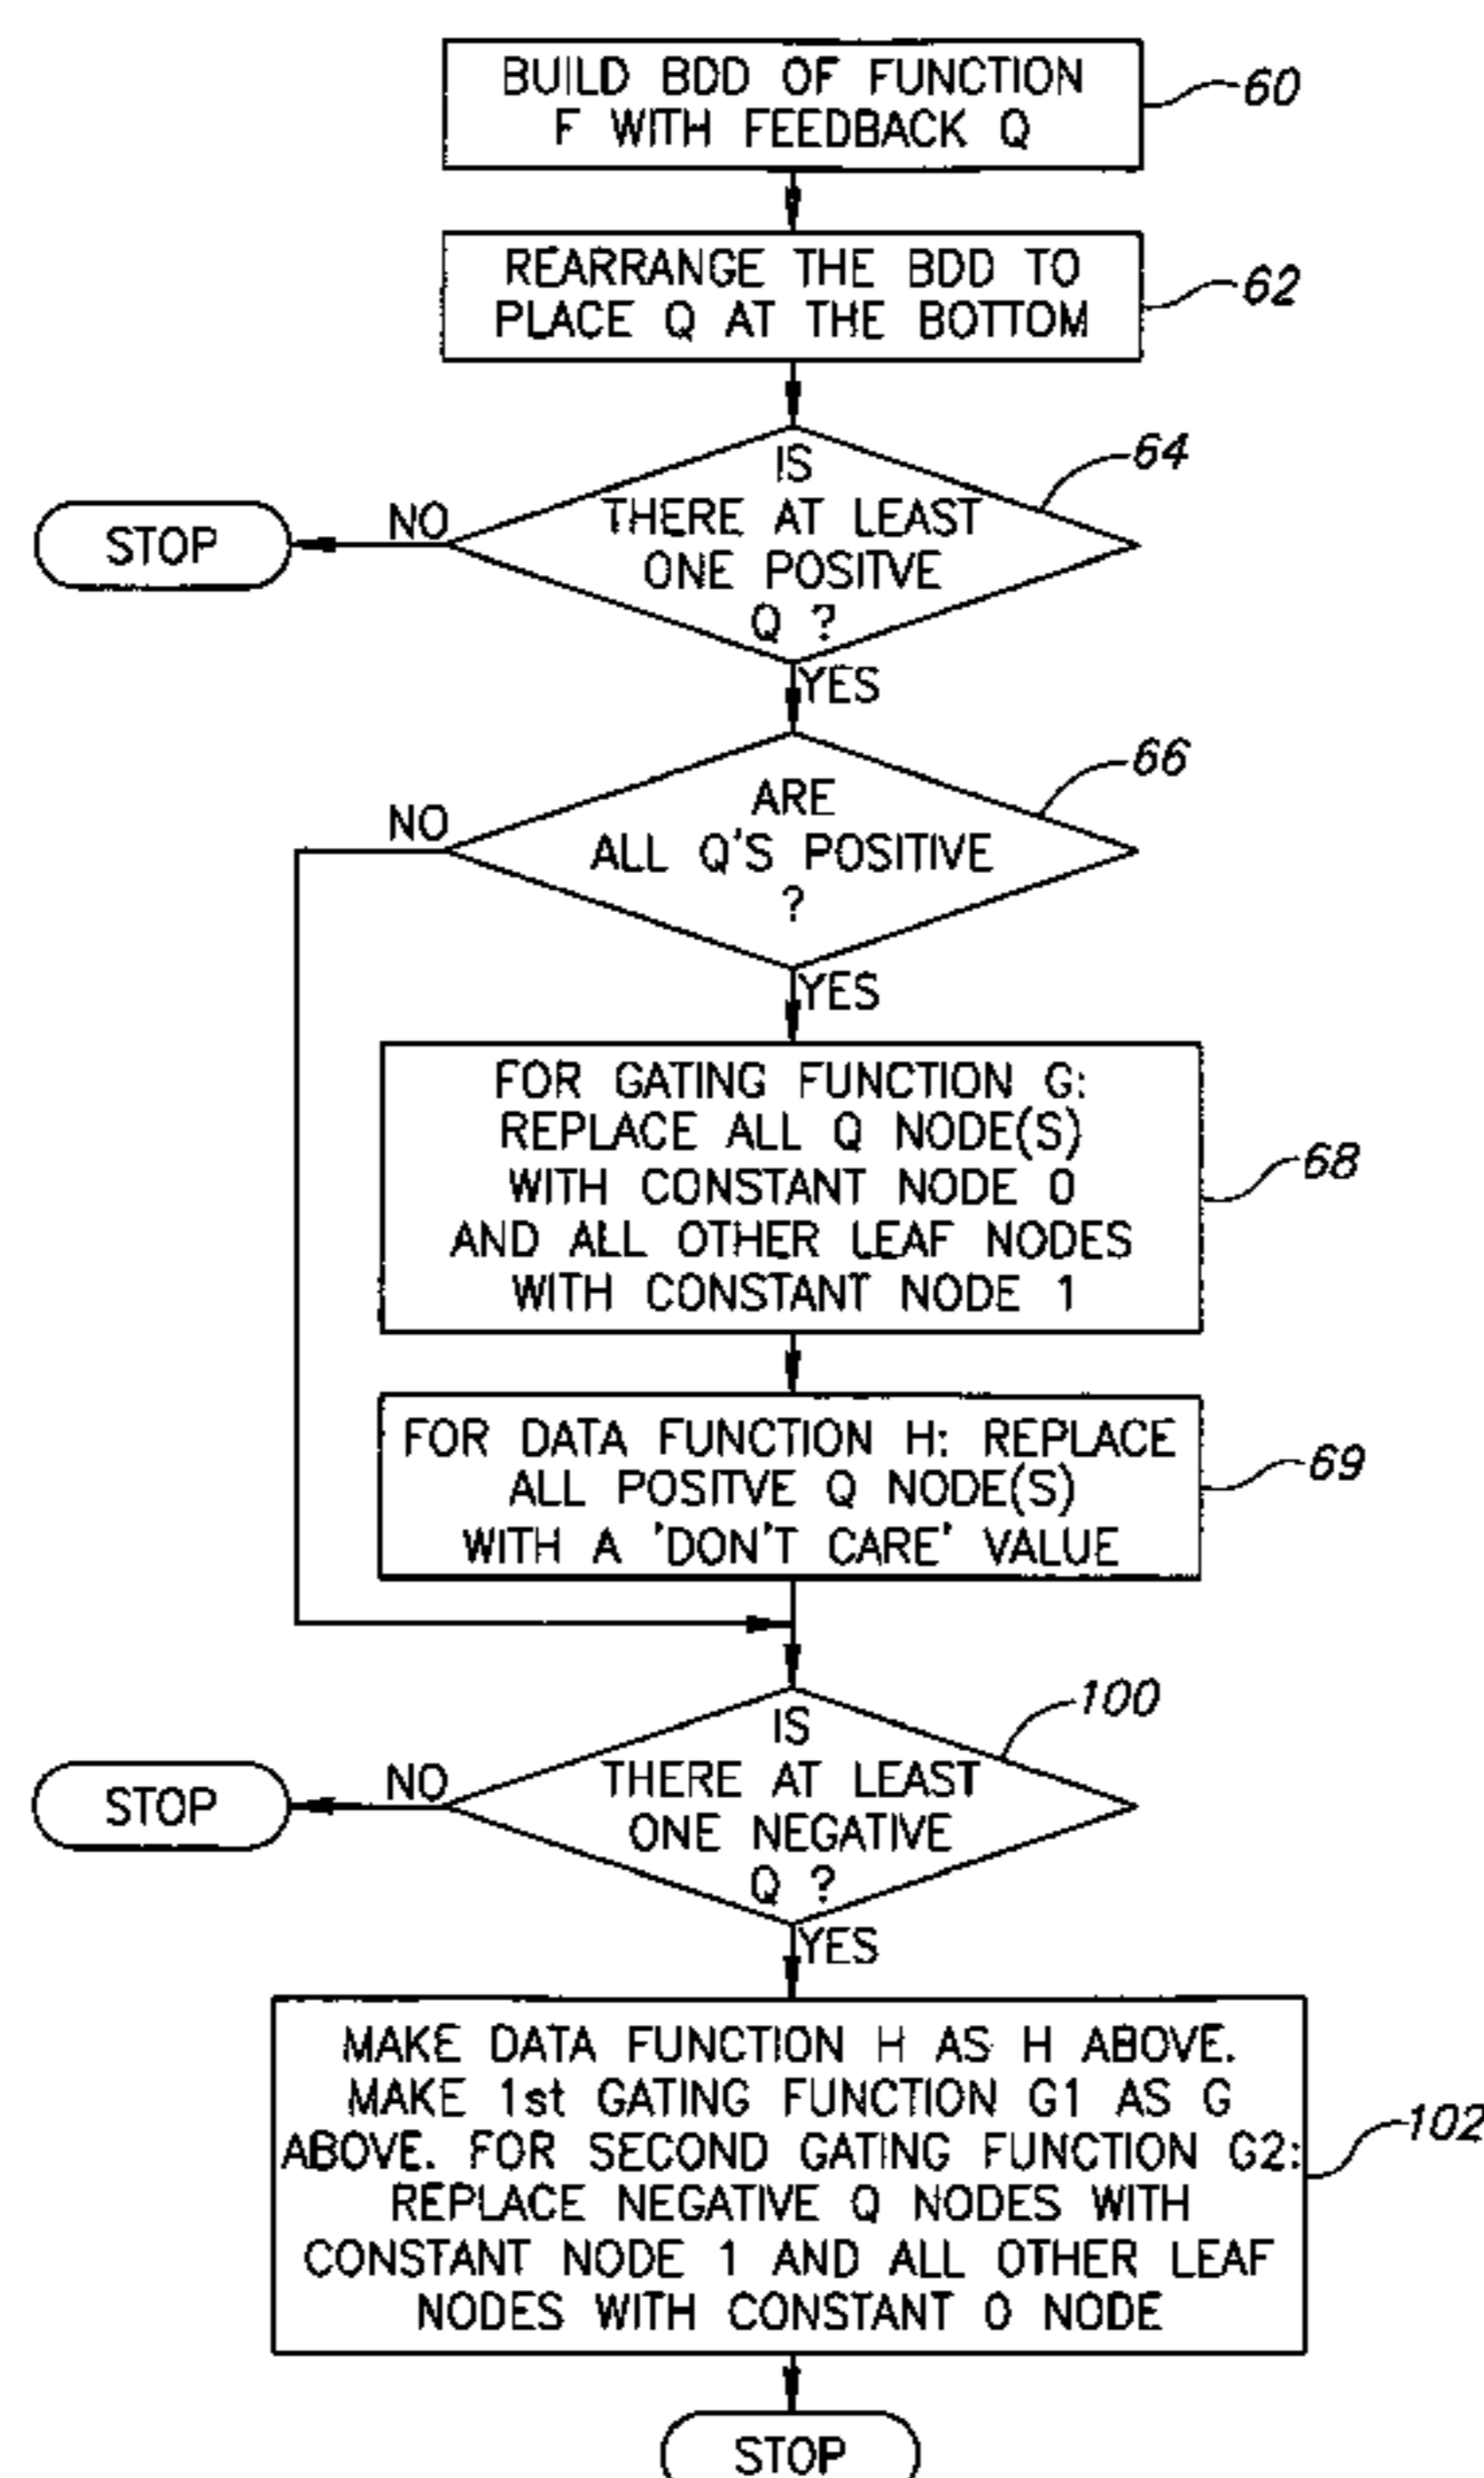 BUILD BDD OF FUNCTION
F WITH FEEDBACK Q
60
REARRANGE THE BDD TO
PLACE Q AT THE BOTTOM
62
IS
THERE AT LEAST
ONE POSITVE
Q ?
64
NO
STOP
YES
ARE
ALL Q'S POSITIVE
?
66
NO
YES
FOR GATING FUNCTION G:
REPLACE ALL Q NODE(S)
WITH CONSTANT NODE 0
AND ALL OTHER LEAF NODES
WITH CONSTANT NODE 1
68
FOR DATA FUNCTION H: REPLACE
ALL POSITVE Q NODE(S)
WITH A 'DON'T CARE' VALUE
69
IS
THERE AT LEAST
ONE NEGATIVE
Q ?
100
NO
STOP
YES
MAKE DATA FUNCTION H AS H ABOVE.
MAKE 1st GATING FUNCTION G1 AS G
ABOVE. FOR SECOND GATING FUNCTION G2:
REPLACE NEGATIVE Q NODES WITH
CONSTANT NODE 1 AND ALL OTHER LEAF
NODES WITH CONSTANT 0 NODE
102
STOP